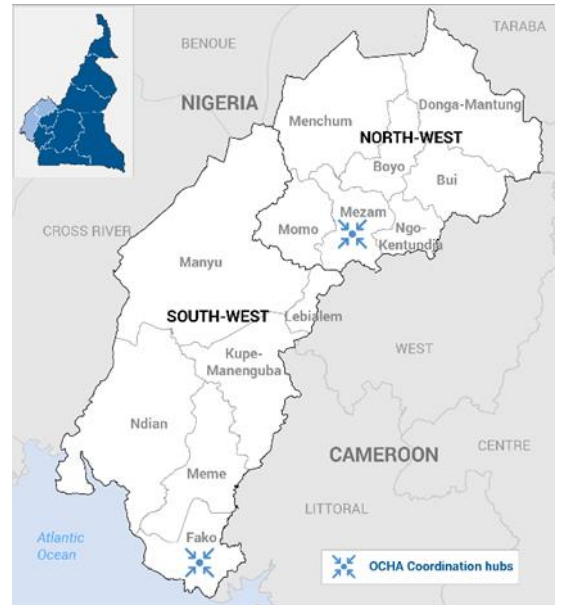 TARABA
BENOUE
NIGERIA
Donga-Mantung
Menchum
NORTH-WEST
Boyo
Bui
Mezam
Momo
Ngo-
Kentundjia
CROSS RIVER
Manyu
SOUTH-WEST
Lebialem
Kupe-
Manenguba
WEST
Ndian
CAMEROON
CENTRE
Meme
LITTORAL
Fako
Atlantic
Ocean
OCHA Coordination hubs